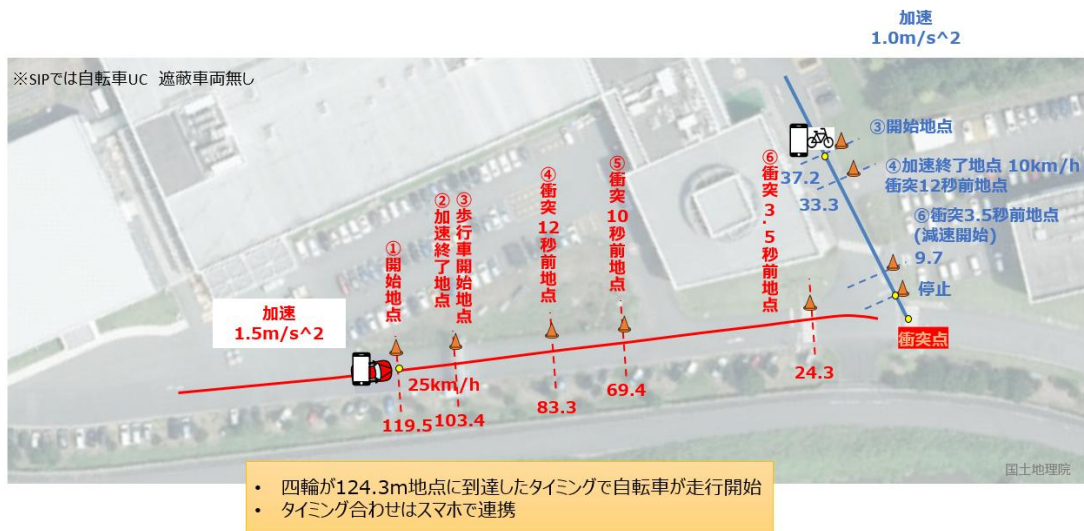 加速
1.0m/s^2
※SIPでは自転車UC 遮蔽車両無し
③開始地点
④加速終了地点 10km/h
衝突12秒前地点
37.2
33.3
⑥衝突3.5秒前地点
(減速開始)
9.7
停止
衝突点
⑥衝突3.5秒前地点
⑤衝突10秒前地点
④衝突12秒前地点
③歩行車開始地点
②加速終了地点
①開始地点
加速
1.5m/s^2
25km/h
119.5
103.4
83.3
69.4
24.3
国土地理院
• 四輪が124.3m地点に到達したタイミングで自転車が走行開始
• タイミング合わせはスマホで連携